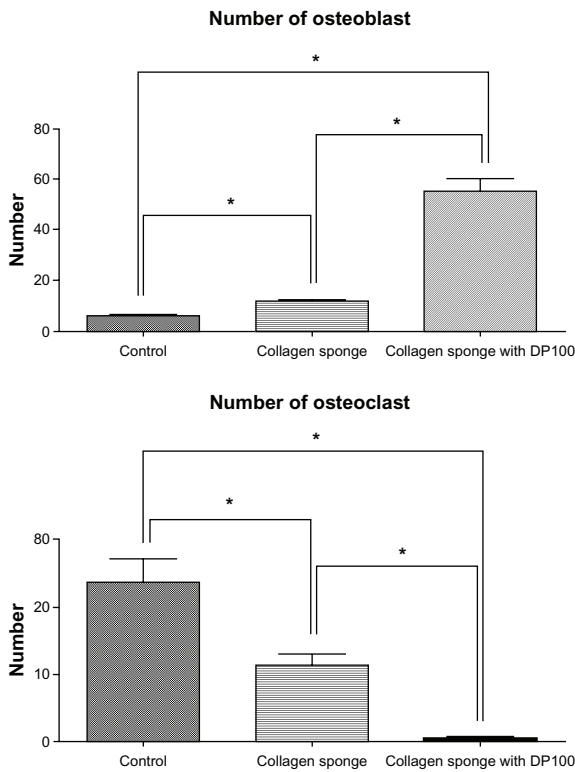 Number of osteoblast
*
*
*
80
60
40
20
0
Number
Control Collagen sponge Collagen sponge with DP100
Number of osteoclast
*
*
*
80
20
10
0
Number
Control Collagen sponge Collagen sponge with DP100